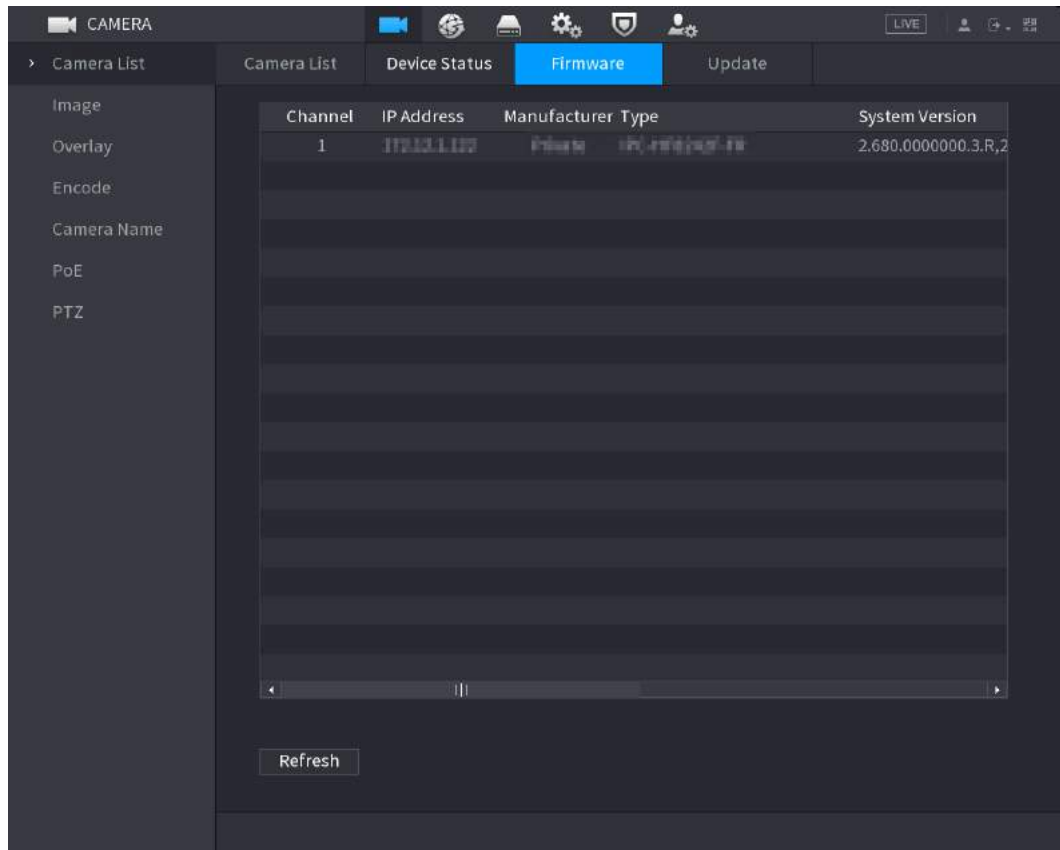 CAMERA LIVE
Camera List Camera List Device Status Firmware Update
Image
Overlay
Encode
Camera Name
PoE
PTZ
Channel IP Address Manufacturer Type System Version
1 2.680.0000000.3.R,2
Refresh